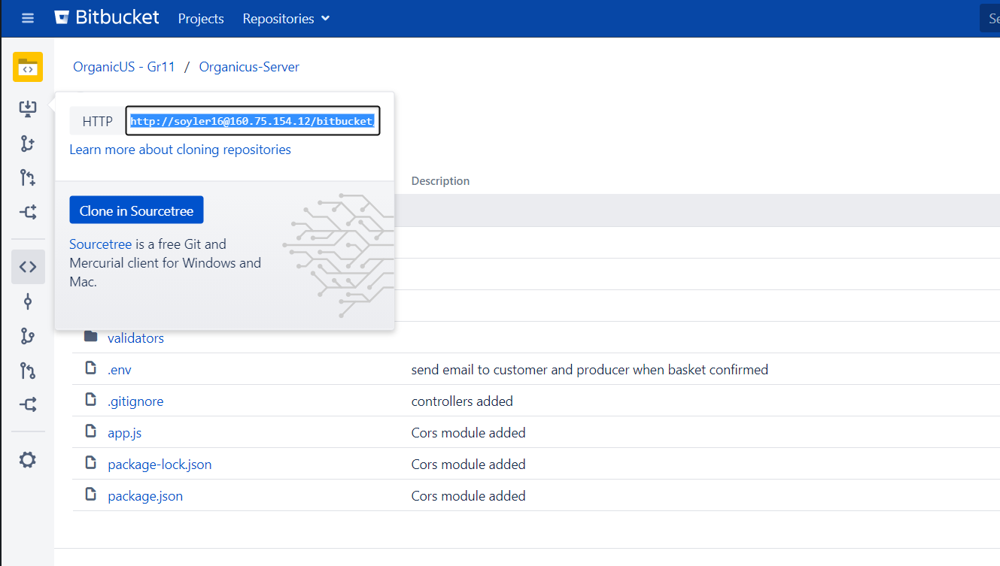 Bitbucket Projects Repositories
OrganicUS - Gr11 / Organicus-Server
HTTP http://soyler16@160.75.154.12/bitbucket
Learn more about cloning repositories
Description
Clone in Sourcetree
Sourcetree is a free Git and
Mercurial client for Windows and
Mac.
validators
.env send email to customer and producer when basket confirmed
.gitignore controllers added
app.js Cors module added
package-lock.json Cors module added
package.json Cors module added